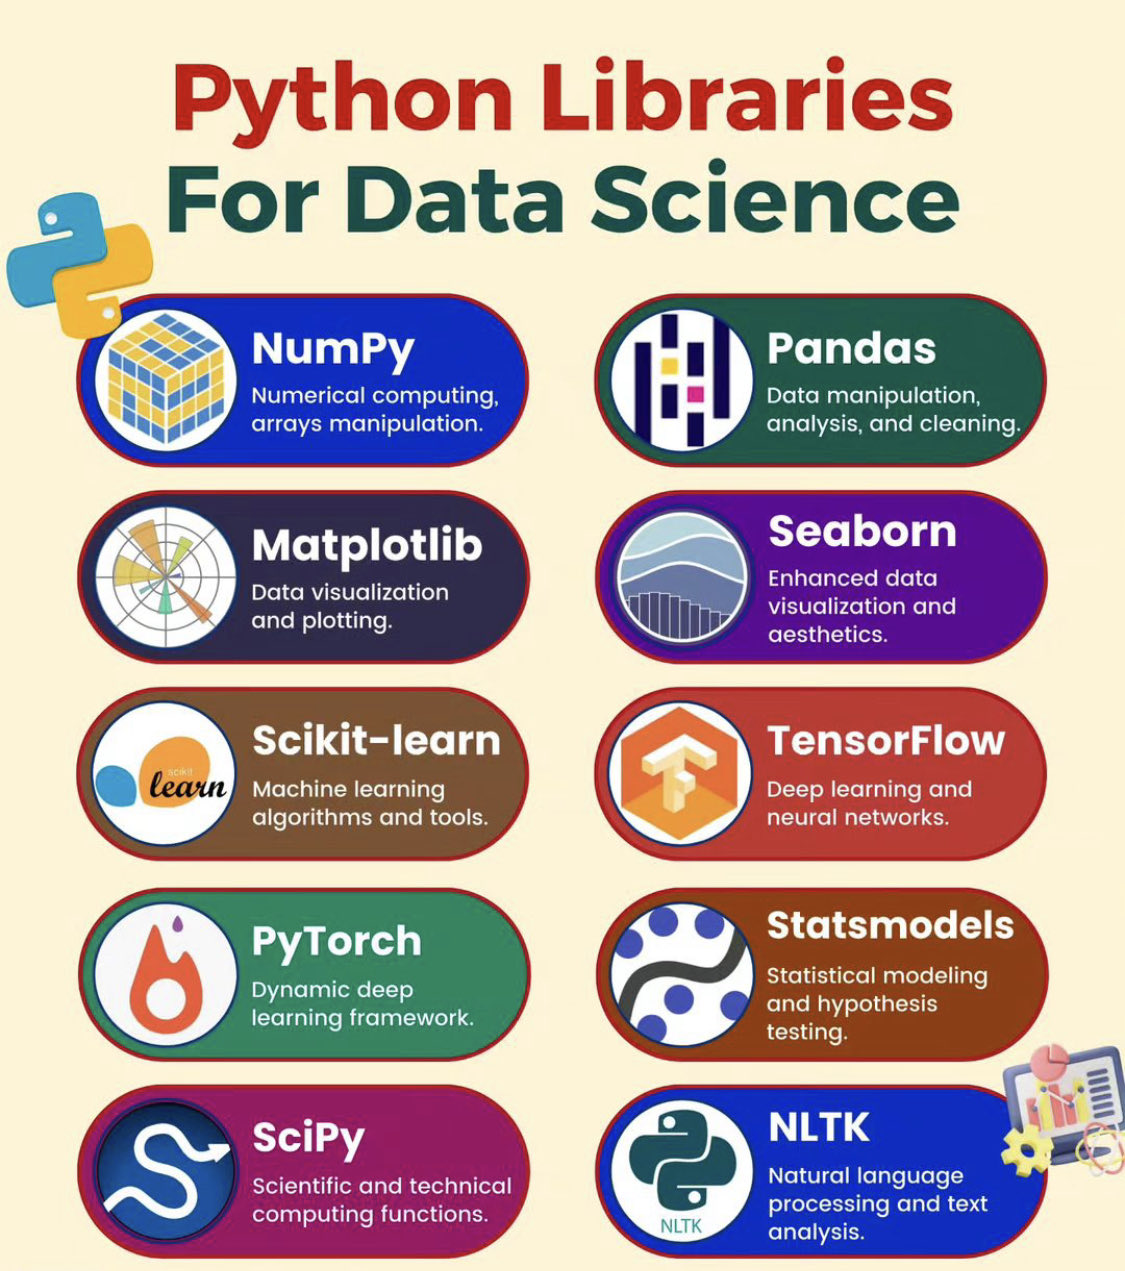 Python Libraries
For Data Science
NumPy
Numerical computing,
arrays manipulation.
Pandas
Data manipulation,
analysis, and cleaning.
Matplotlib
Data visualization
and plotting.
Seaborn
Enhanced data
visualization and
aesthetics.
scikit
learn
Scikit-learn
Machine learning
algorithms and tools.
TensorFlow
Deep learning and
neural networks.
PyTorch
Dynamic deep
learning framework.
Statsmodels
Statistical modeling
and hypothesis
testing.
SciPy
Scientific and technical
computing functions.
NLTK
NLTK
Natural language
processing and text
analysis.